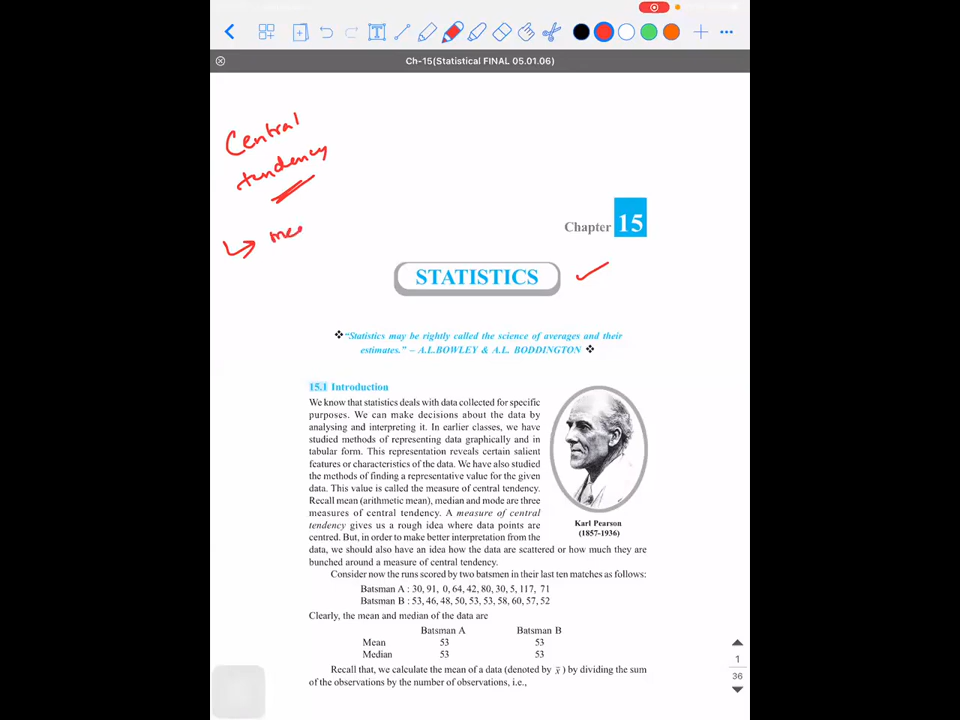 Ch-15(Statistical FINAL 05.01.06)
Central
tendency
↳ mea
Chapter 15
STATISTICS
❖"Statistics may be rightly called the science of averages and their
estimates." – A.L.BOWLEY & A.L. BODDINGTON ❖
15.1 Introduction
We know that statistics deals with data collected for specific
purposes. We can make decisions about the data by
analysing and interpreting it. In earlier classes, we have
studied methods of representing data graphically and in
tabular form. This representation reveals certain salient
features or characteristics of the data. We have also studied
the methods of finding a representative value for the given
data. This value is called the measure of central tendency.
Recall mean (arithmetic mean), median and mode are three
measures of central tendency. A measure of central
tendency gives us a rough idea where data points are
centred. But, in order to make better interpretation from the
data, we should also have an idea how the data are scattered or how much they are
bunched around a measure of central tendency.
Karl Pearson
(1857-1936)
Consider now the runs scored by two batsmen in their last ten matches as follows:
Batsman A : 30, 91, 0, 64, 42, 80, 30, 5, 117, 71
Batsman B : 53, 46, 48, 50, 53, 53, 58, 60, 57, 52
Clearly, the mean and median of the data are
Batsman A Batsman B
Mean 53 53
Median 53 53
Recall that, we calculate the mean of a data (denoted by x̄ ) by dividing the sum
of the observations by the number of observations, i.e.,
1
36